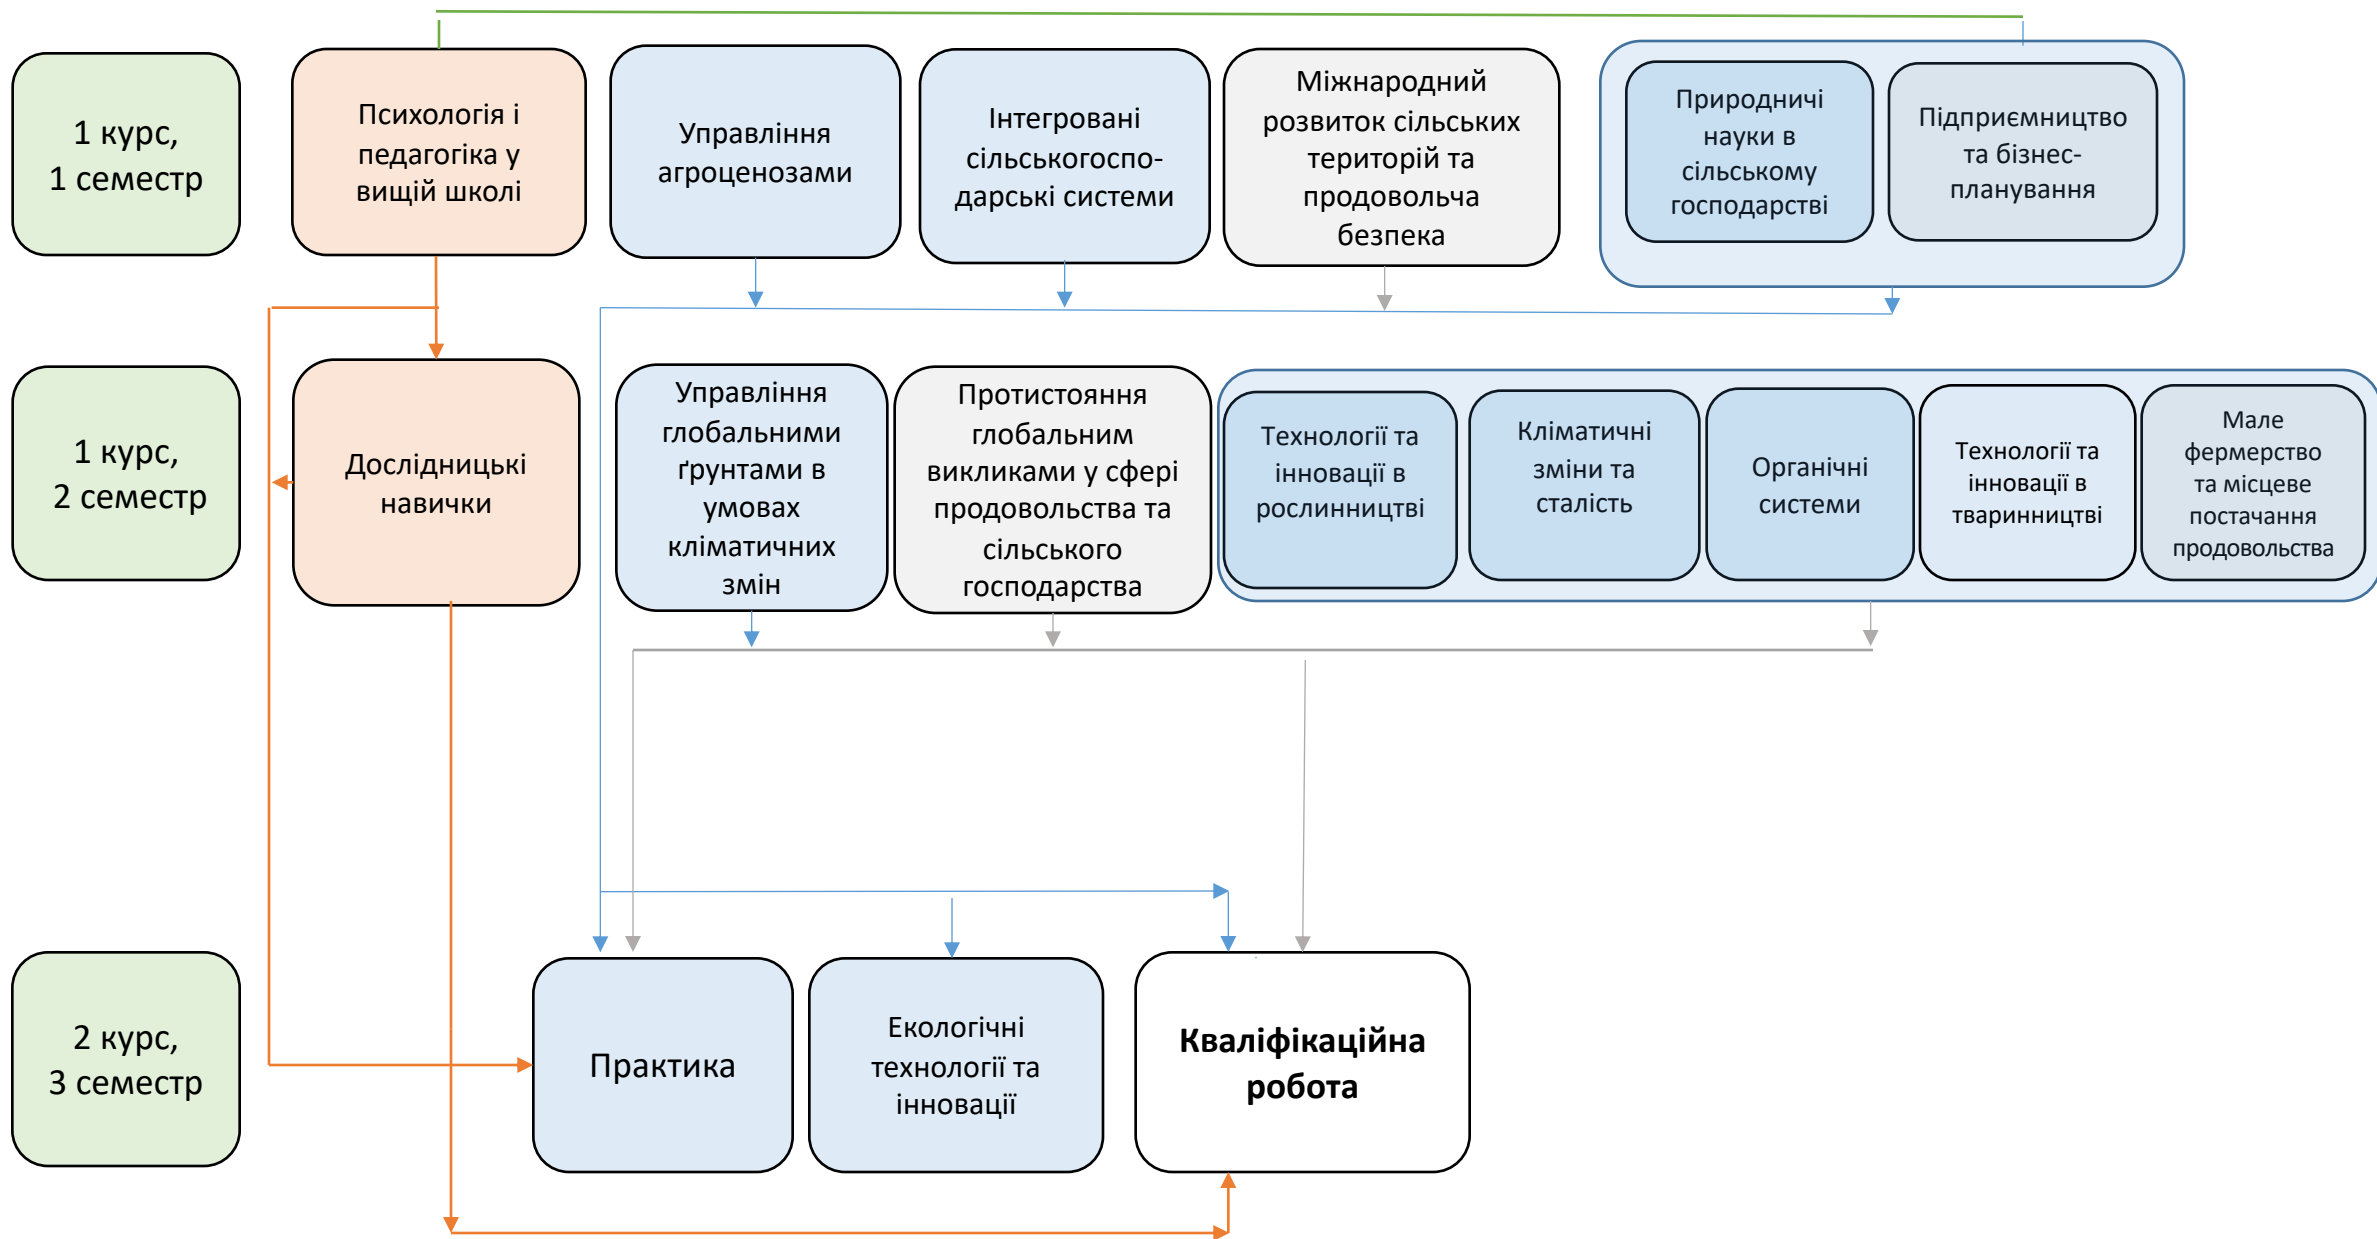 1 курс,
1 семестр
Психологія і
педагогіка у
вищій школі
Управління
агроценозами
Інтегровані
сільськогоспо-
дарські системи
Міжнародний
розвиток сільських
територій та
продовольча
безпека
Природничі
науки в
сільському
господарстві
Підприємництво
та бізнес-
планування
1 курс,
2 семестр
Дослідницькі
навички
Управління
глобальними
ґрунтами в
умовах
кліматичних
змін
Протистояння
глобальним
викликами у сфері
продовольства та
сільського
господарства
Технології та
інновації в
рослинництві
Кліматичні
зміни та
сталість
Органічні
системи
Технології та
інновації в
тваринництві
Мале
фермерство
та місцеве
постачання
продовольства
2 курс,
3 семестр
Практика
Екологічні
технології та
інновації
Кваліфікаційна
робота